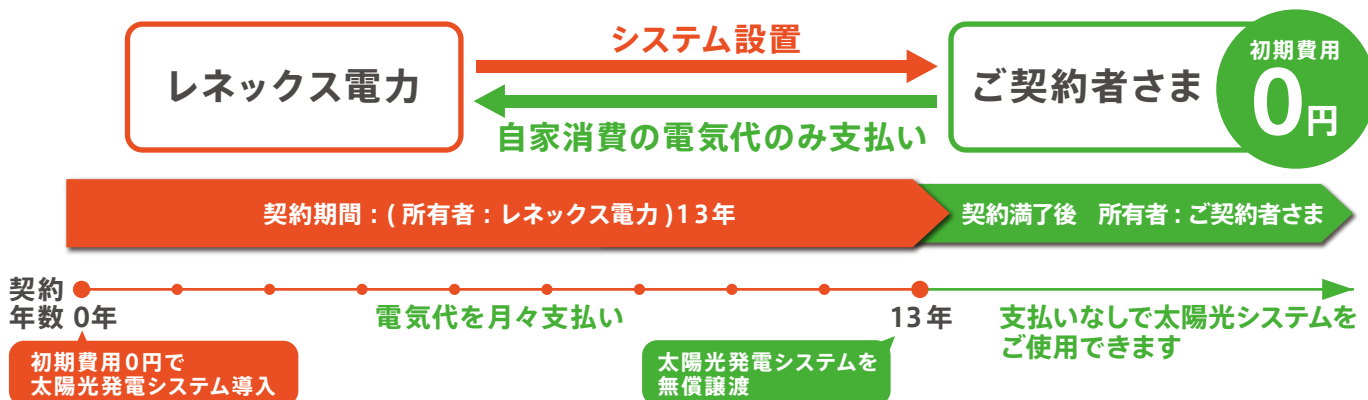 システム設置
レネックス電力
ご契約者さま
初期費用
0円
自家消費の電気代のみ支払い
契約期間：(所有者：レネックス電力)13年
契約満了後　所有者：ご契約者さま
契約
年数 0年
電気代を月々支払い
13年
支払いなしで太陽光システムを
ご使用できます
初期費用0円で
太陽光発電システム導入
太陽光発電システムを
無償譲渡